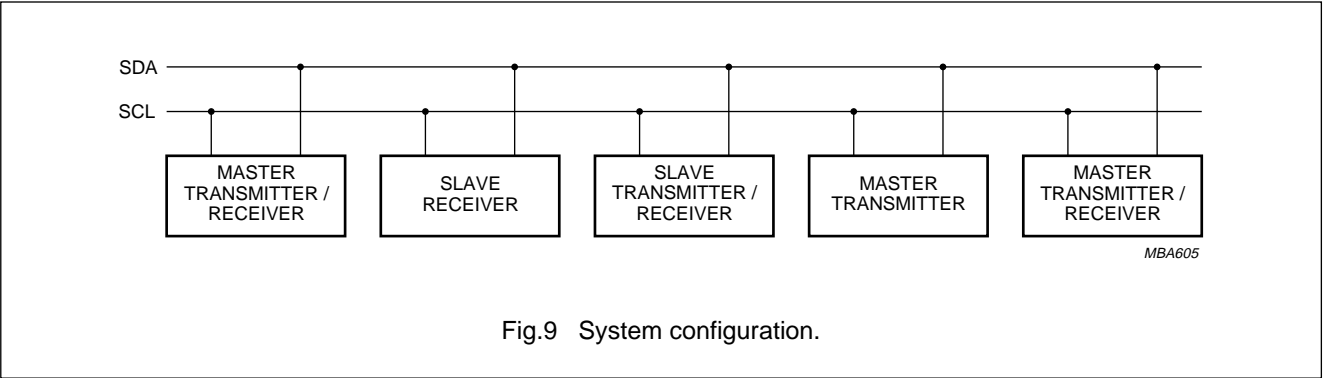 SDA
SCL
MASTER
TRANSMITTER /
RECEIVER
SLAVE
RECEIVER
SLAVE
TRANSMITTER /
RECEIVER
MASTER
TRANSMITTER
MASTER
TRANSMITTER /
RECEIVER
MBA605
Fig.9 System configuration.